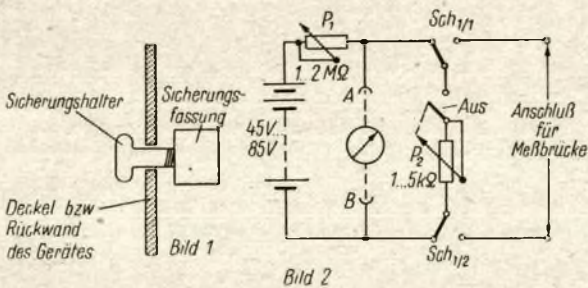 Sicherungshalter
Sicherungs-
fassung
Deckel bzw
Rückwand
des Gerätes
Bild 1
P1
1...2 MΩ
45V...
85V
A
B
Sch1/1
Aus
P2
1...5kΩ
Sch1/2
Anschluß
für
Meßbrücke
Bild 2